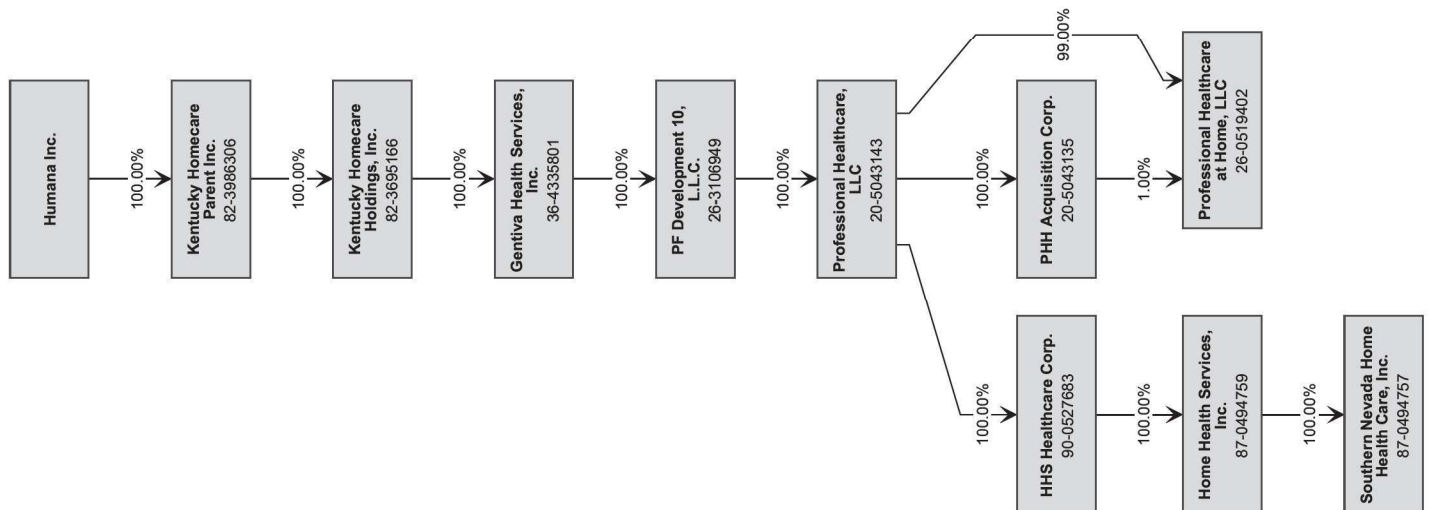 Humana Inc.
100.00%
Kentucky Homecare
Parent Inc.
82-3986306
100.00%
Kentucky Homecare
Holdings, Inc.
82-3695166
100.00%
Gentiva Health Services,
Inc.
36-4335801
100.00%
PF Development 10,
L.L.C.
26-3106949
100.00%
Professional Healthcare,
LLC
20-5043143
100.00%
100.00%
99.00%
HHS Healthcare Corp.
90-0527683
PHH Acquisition Corp.
20-5043135
100.00%
1.00%
Home Health Services,
Inc.
87-0494759
Professional Healthcare
at Home, LLC
26-0519402
100.00%
Southern Nevada Home
Health Care, Inc.
87-0494757